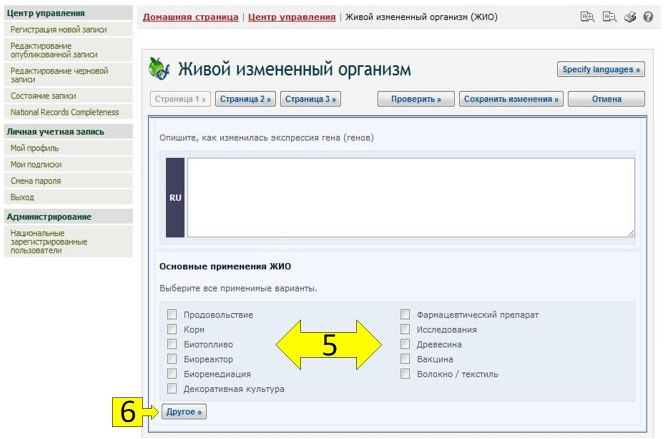 Центр управления
Регистрация новой записи
Редактирование
опубликованной записи
Редактирование черновой
записи
Состояние записи
National Records Completeness
Личная учетная запись
Мой профиль
Мои подписки
Смена пароля
Выход
Администрирование
Национальные
зарегистрированные
пользователи
Домашняя страница | Центр управления | Живой измененный организм (ЖИО)
Живой измененный организм
Specify languages »
Страница 1 » Страница 2 » Страница 3 » Проверить » Сохранить изменения » Отмена
Опишите, как изменилась экспрессия гена (генов)
RU
Основные применения ЖИО
Выберите все применимые варианты.
Продовольствие
Корм
Биотопливо
Биореактор
Биоремедиация
Декоративная культура
5
Фармацевтический препарат
Исследования
Древесина
Вакцина
Волокно / текстиль
6
Другое »